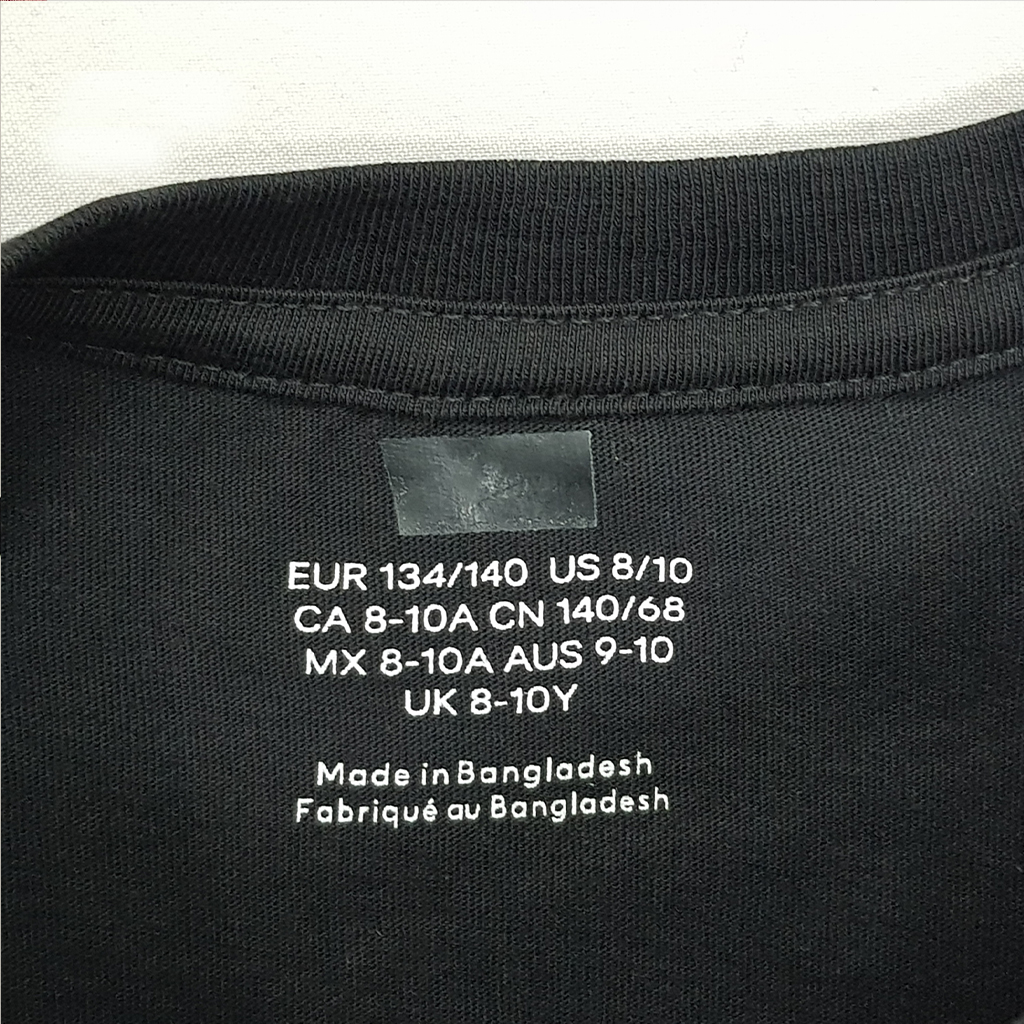 EUR 134/140 US 8/10
CA 8-10A CN 140/68
MX 8-10A AUS 9-10
UK 8-10Y
Made in Bangladesh
Fabriqué au Bangladesh